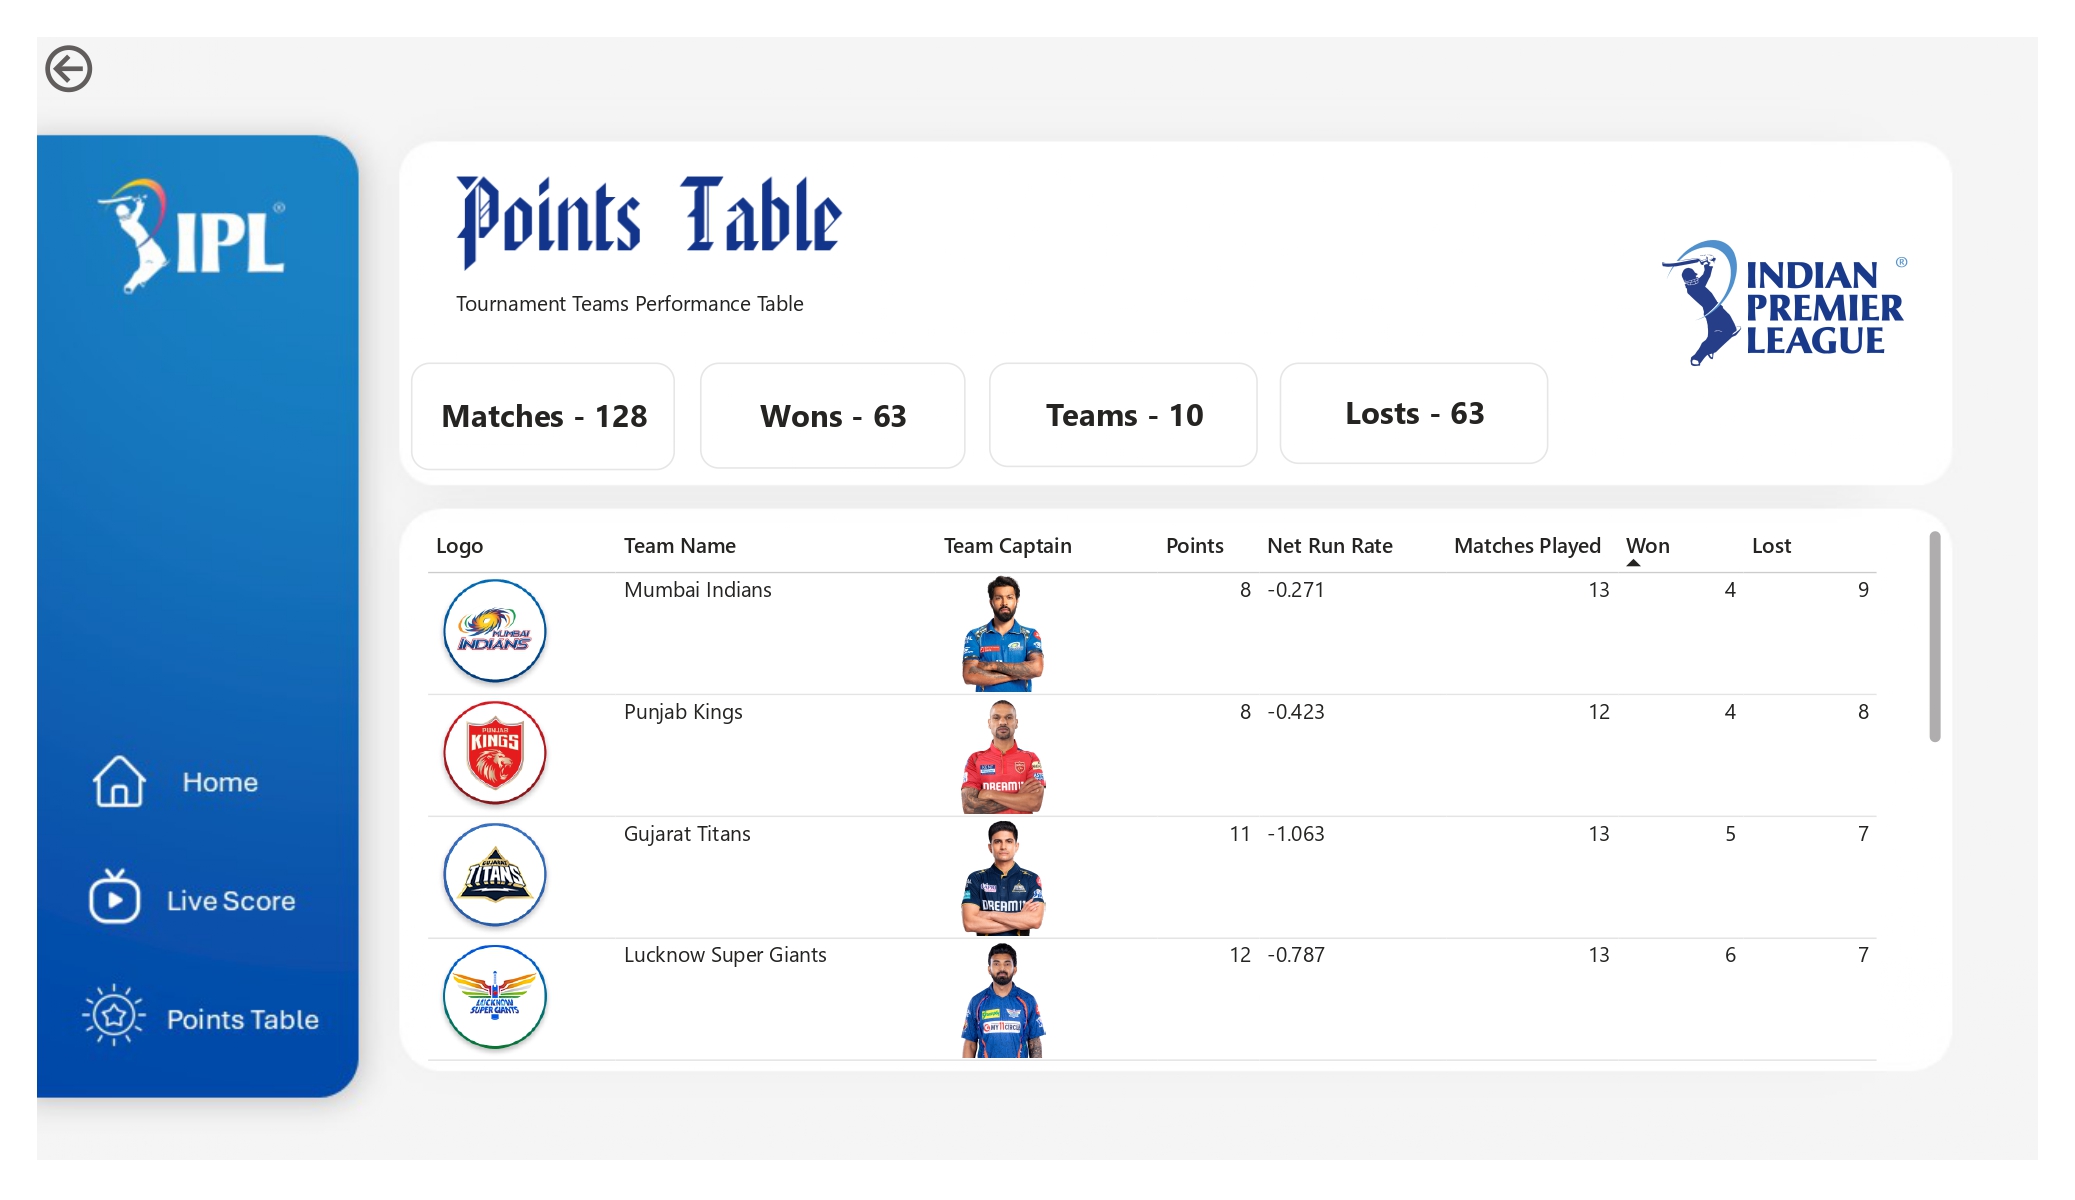 IPL®
Points Table
Tournament Teams Performance Table
INDIAN ®
PREMIER
LEAGUE
Matches - 128
Wons - 63
Teams - 10
Losts - 63
Home
Live Score
Points Table
Logo Team Name Team Captain Points Net Run Rate Matches Played Won Lost
MUMBAI
INDIANS
Mumbai Indians 8 -0.271 13 4 9
PUNJAB
KINGS
Punjab Kings 8 -0.423 12 4 8
DREAM11
GUJARAT
TITANS
Gujarat Titans 11 -1.063 13 5 7
DREAM11
LUCKNOW
SUPER GIANTS
Lucknow Super Giants 12 -0.787 13 6 7
MY11CIRCLE